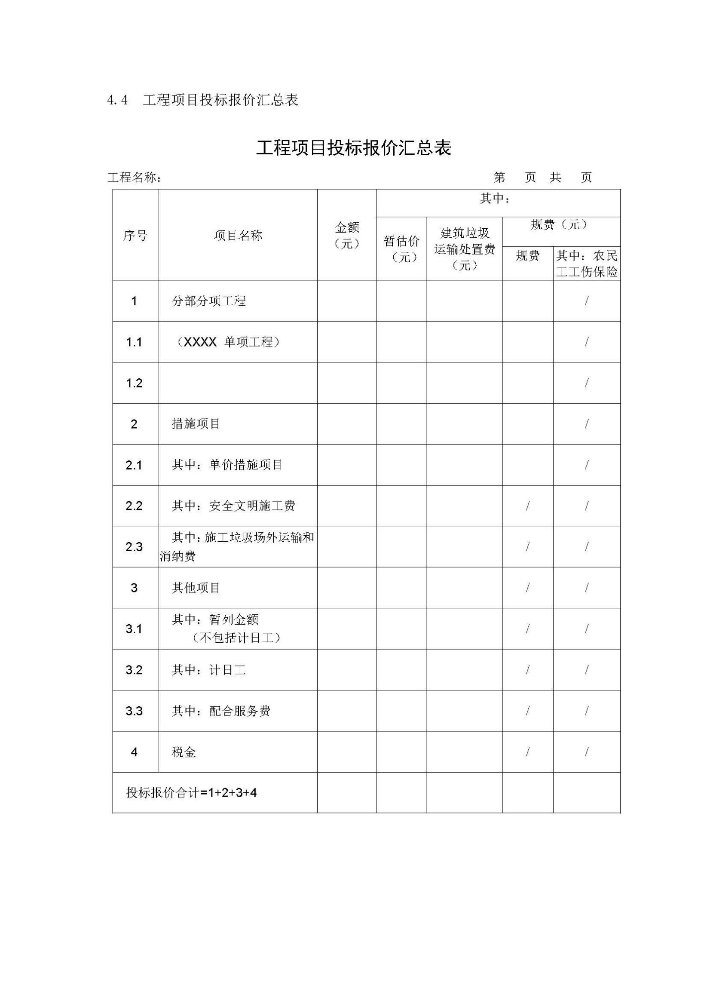 4.4 工程项目投标报价汇总表
工程项目投标报价汇总表
工程名称： 第 页 共 页
序号 项目名称 金额（元） 其中：
暂估价（元） 建筑垃圾运输处置费（元） 规费（元）
规费 其中：农民工工伤保险
1 分部分项工程 /
1.1 （XXXX 单项工程） /
1.2 /
2 措施项目 /
2.1 其中：单价措施项目 /
2.2 其中：安全文明施工费 / /
2.3 其中：施工垃圾场外运输和
消纳费 / /
3 其他项目 / /
3.1 其中：暂列金额
（不包括计日工） / /
3.2 其中：计日工 / /
3.3 其中：配合服务费 / /
4 税金 / /
投标报价合计=1+2+3+4